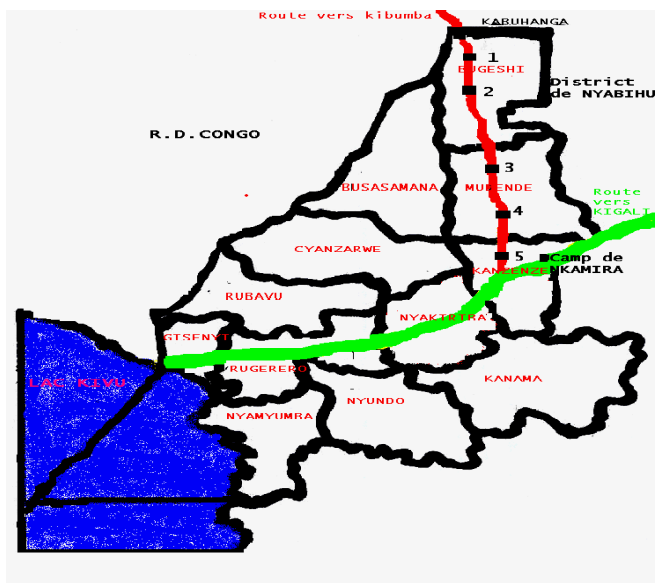 Route vers kibumba
KABUHANGA
1
BUGESHI
District
de NYABIHU
2
R.D.CONGO
3
BUSASAMANA
MUDENDE
Route
vers
KIGALI
4
CYANZARWE
5
Camp de
NKAMIRA
KANZENZE
RUBAVU
NYAKIRIBA
GISENYI
RUGERERO
LAC KIVU
KANAMA
NYUNDO
NYAMYUMBA